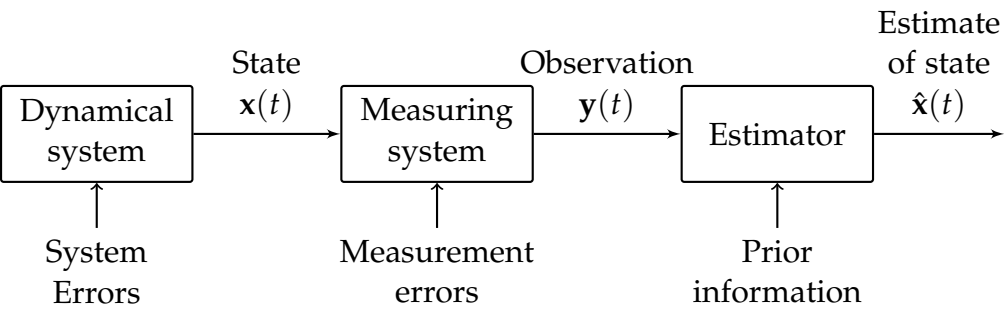 Dynamical
system
State
x(t)
Measuring
system
Observation
y(t)
Estimator
Estimate
of state
x̂(t)
System
Errors
Measurement
errors
Prior
information